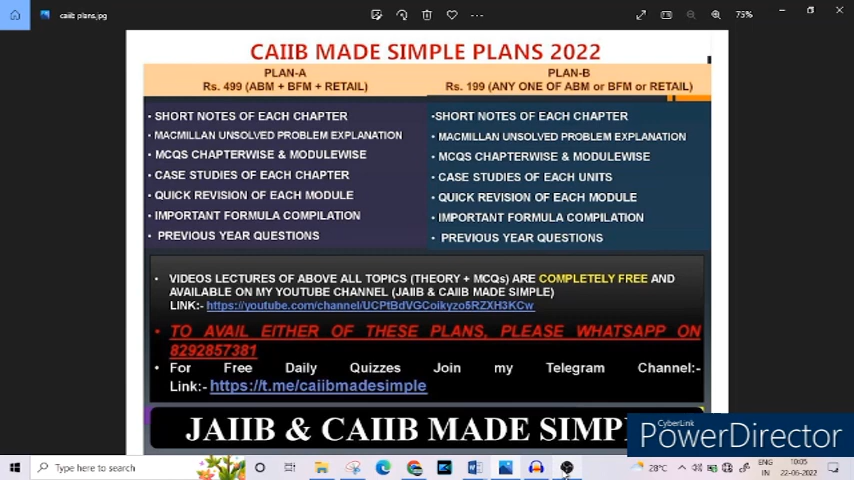 caiib plans.jpg
75%
CAIIB MADE SIMPLE PLANS 2022
PLAN-A
Rs. 499 (ABM + BFM + RETAIL)
PLAN-B
Rs. 199 (ANY ONE OF ABM or BFM or RETAIL)
• SHORT NOTES OF EACH CHAPTER
• MACMILLAN UNSOLVED PROBLEM EXPLANATION
• MCQS CHAPTERWISE & MODULEWISE
• CASE STUDIES OF EACH CHAPTER
• QUICK REVISION OF EACH MODULE
• IMPORTANT FORMULA COMPILATION
• PREVIOUS YEAR QUESTIONS
•SHORT NOTES OF EACH CHAPTER
• MACMILLAN UNSOLVED PROBLEM EXPLANATION
• MCQS CHAPTERWISE & MODULEWISE
• CASE STUDIES OF EACH UNITS
• QUICK REVISION OF EACH MODULE
• IMPORTANT FORMULA COMPILATION
• PREVIOUS YEAR QUESTIONS
• VIDEOS LECTURES OF ABOVE ALL TOPICS (THEORY + MCQs) ARE COMPLETELY FREE AND
AVAILABLE ON MY YOUTUBE CHANNEL (JAIIB & CAIIB MADE SIMPLE)
LINK:- https://youtube.com/channel/UCPtBdVGCoikyzo5RZXH3KCw
• TO AVAIL EITHER OF THESE PLANS, PLEASE WHATSAPP ON
8292857381
• For Free Daily Quizzes Join my Telegram Channel:-
Link:- https://t.me/caiibmadesimple
JAIIB & CAIIB MADE SIMP
CyberLink
PowerDirector
Type here to search
28°C
ENG
IN
10:05
22-06-2022